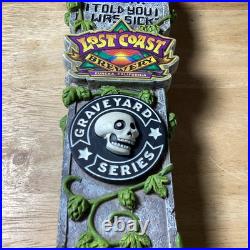 I TOLD YOU I
WAS SICK!
LOST COAST
BREWERY
EUREKA, CALIFORNIA
GRAVEYARD
SERIES